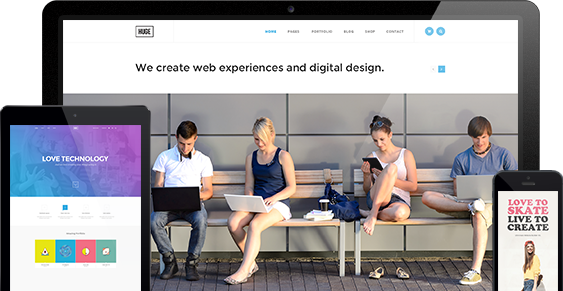 HUGE
HOME PAGES PORTFOLIO BLOG SHOP CONTACT
We create web experiences and digital design.
LOVE TECHNOLOGY
LOVE TO
SKATE
LIVE TO
CREATE